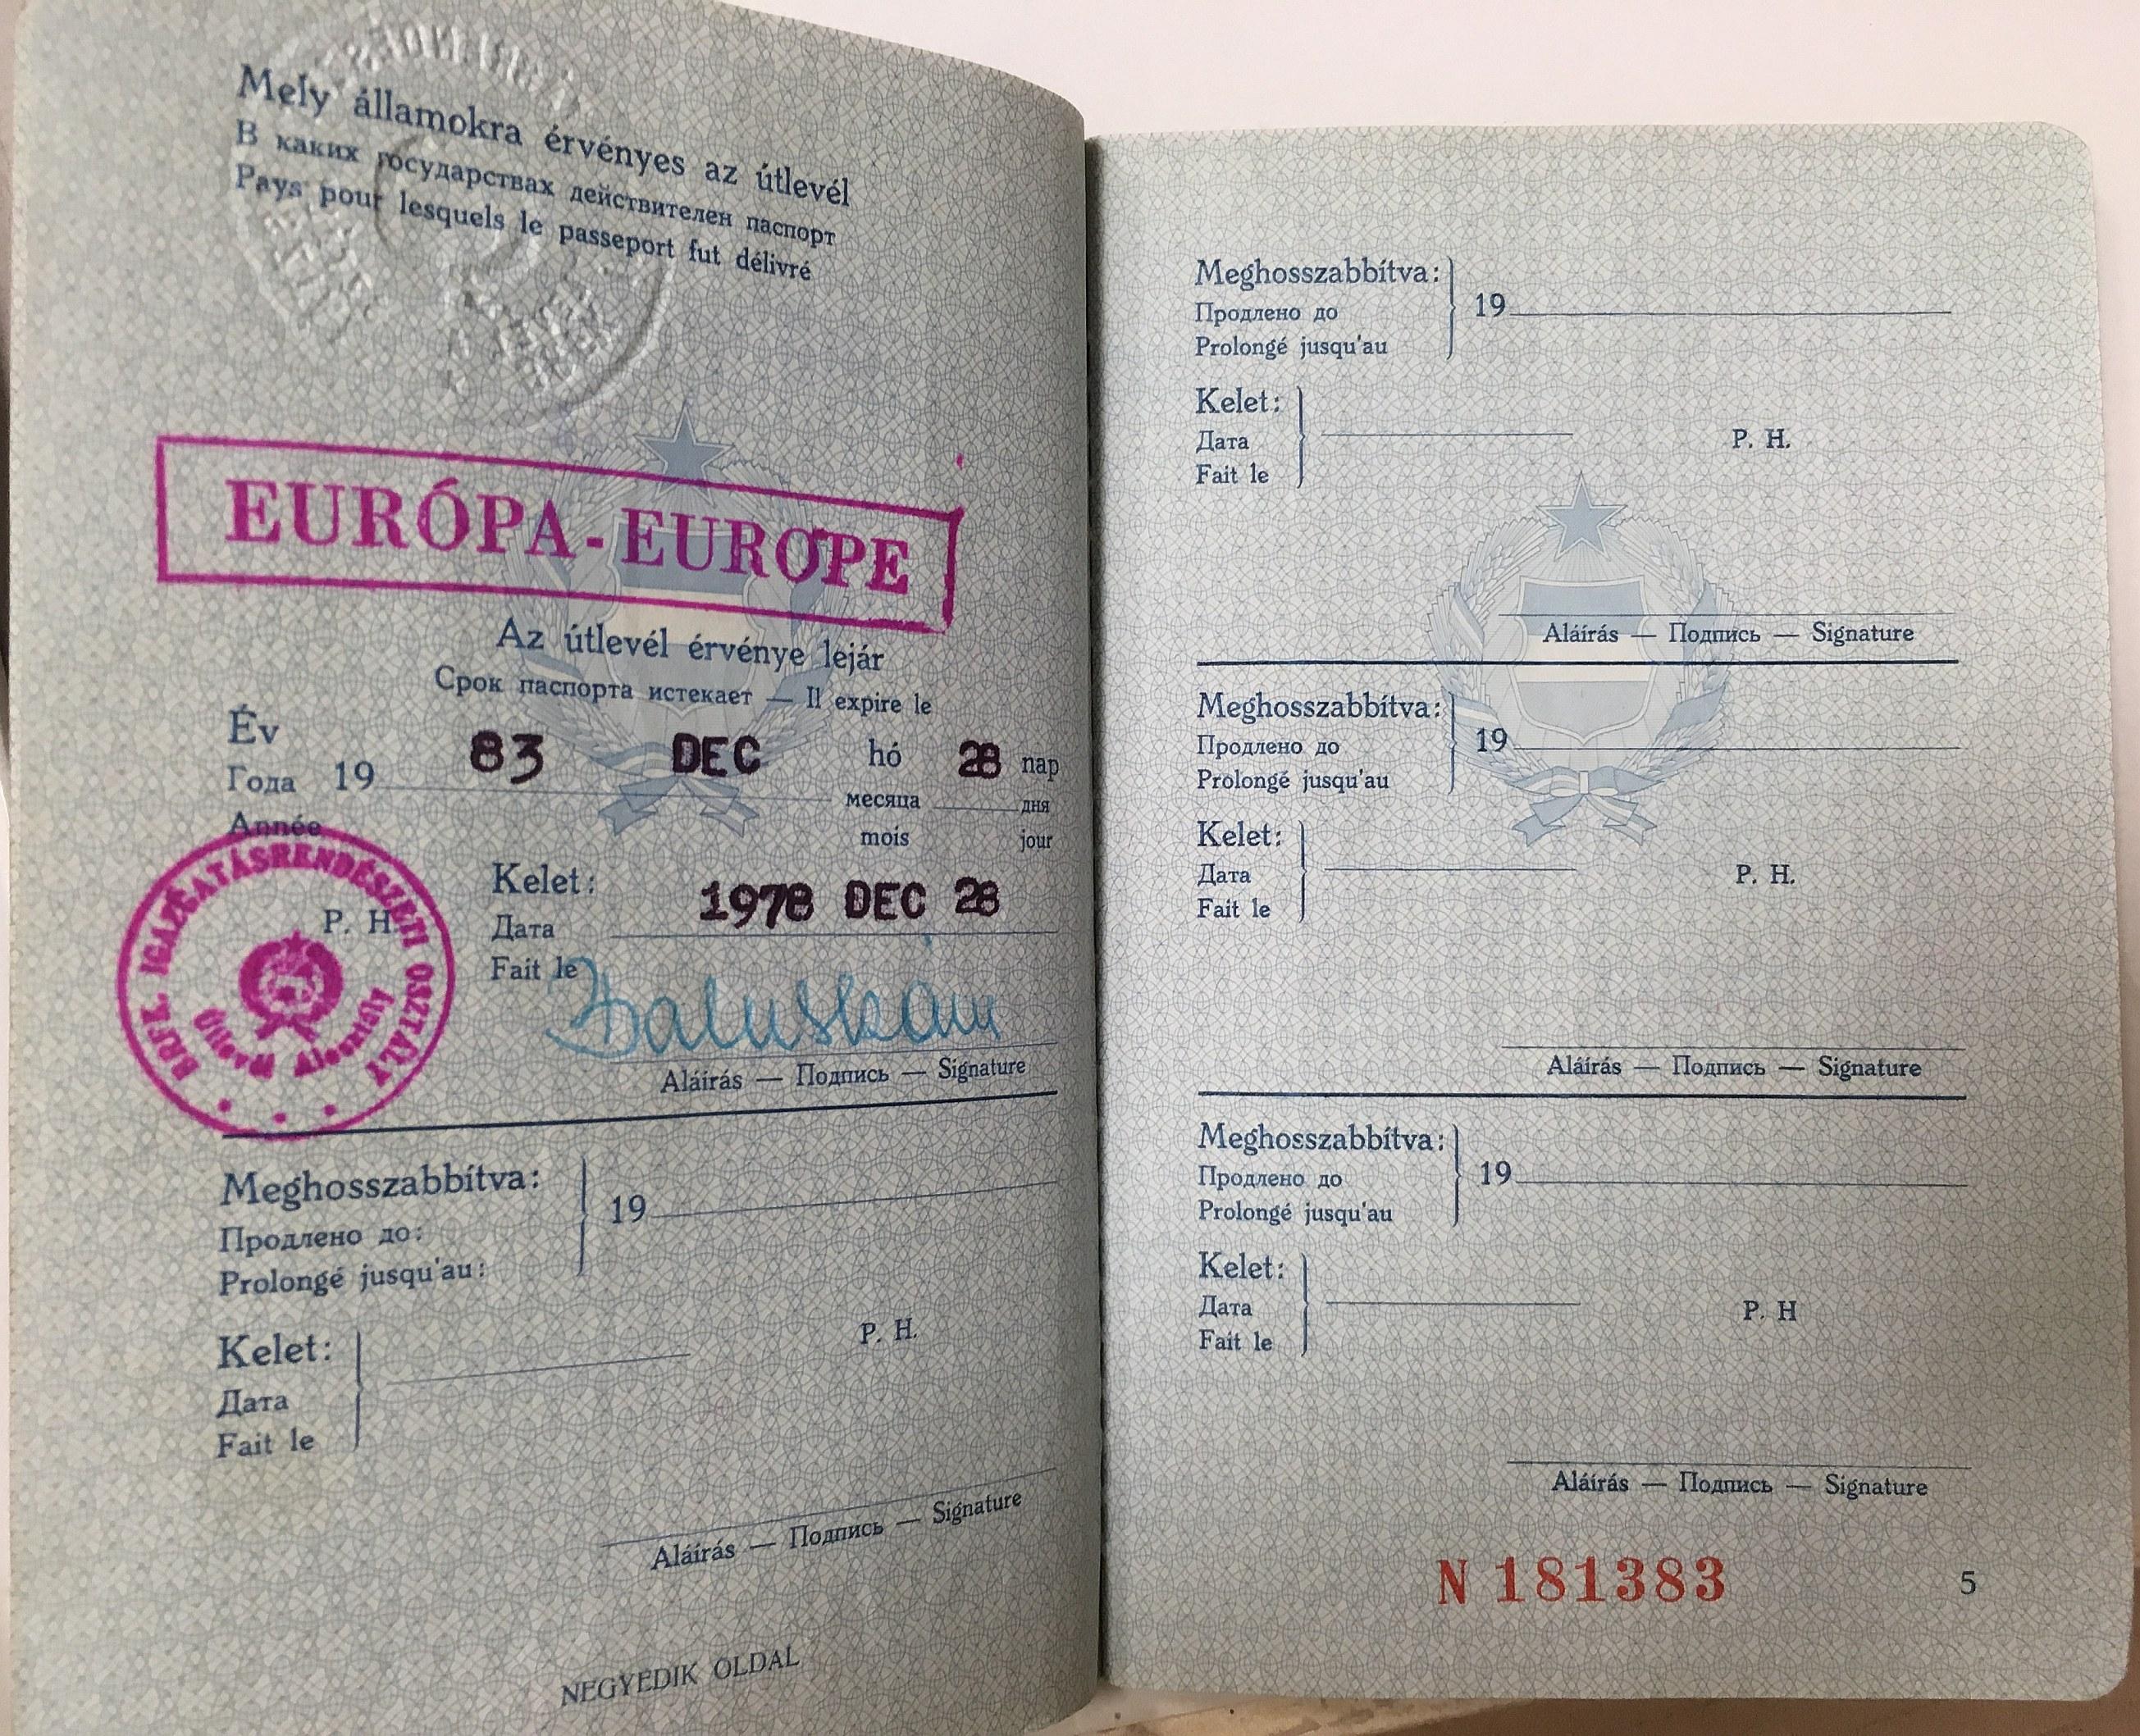 Mely államokra érvényes az útlevél
В каких государствах действителен паспорт
Pays pour lesquels le passeport fut délivré
EURÓPA - EUROPE
Az útlevél érvénye lejár
Срок паспорта истекает — Il expire le
Év
Года 19 83 DEC hó 28 nap
месяца дня
Année mois jour
BRFK. IGAZGATÁSRENDÉSZETI OSZTÁLY
Útlevél Alosztály
P. H.
Kelet:
Дата 1978 DEC 28
Fait le
Aláírás — Подпись — Signature
Meghosszabbítva:
Продлено до: 19
Prolongé jusqu'au:
Kelet:
Дата P. H.
Fait le
Aláírás — Подпись — Signature
NEGYEDIK OLDAL
Meghosszabbítva:
Продлено до 19
Prolongé jusqu'au
Kelet:
Дата P. H.
Fait le
Aláírás — Подпись — Signature
Meghosszabbítva:
Продлено до 19
Prolongé jusqu'au
Kelet:
Дата P. H.
Fait le
Aláírás — Подпись — Signature
Meghosszabbítva:
Продлено до 19
Prolongé jusqu'au
Kelet:
Дата P. H
Fait le
Aláírás — Подпись — Signature
N 181383 5